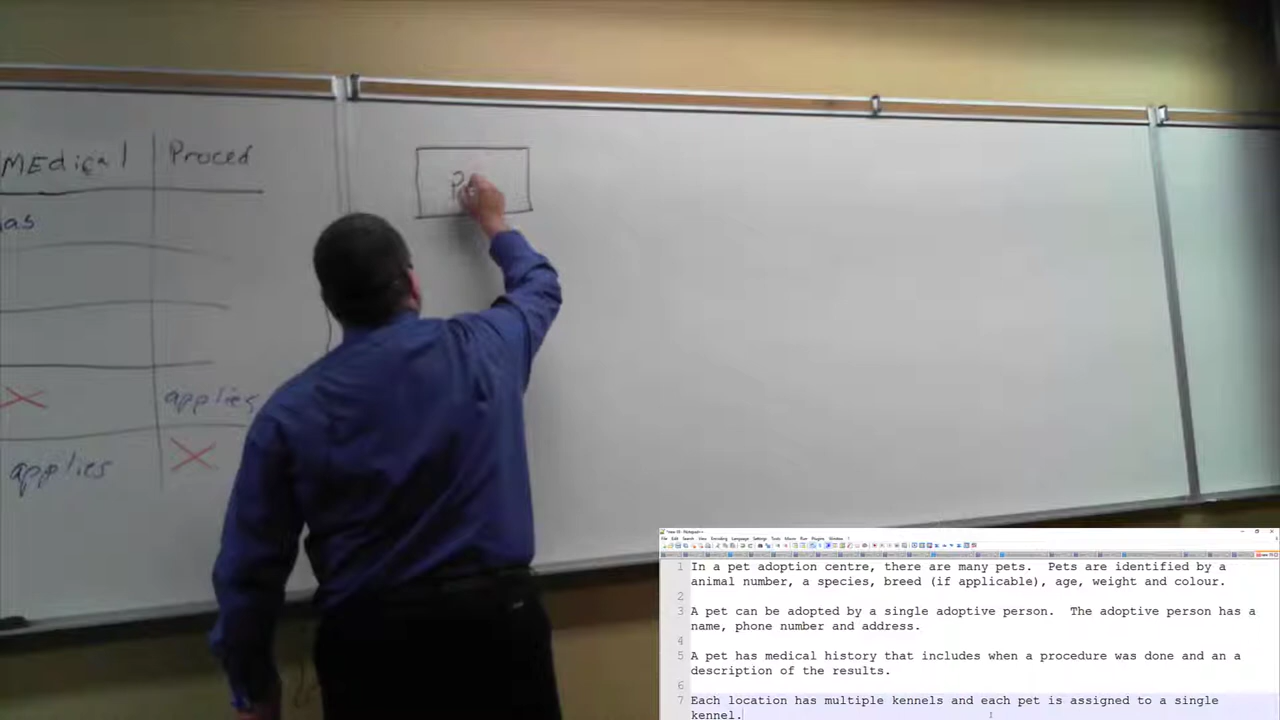 MEdical
Proced
as
applies
applies
Pe
In a pet adoption centre, there are many pets.  Pets are identified by a
animal number, a species, breed (if applicable), age, weight and colour.
A pet can be adopted by a single adoptive person.  The adoptive person has a
name, phone number and address.
A pet has medical history that includes when a procedure was done and an a
description of the results.
Each location has multiple kennels and each pet is assigned to a single
kennel.